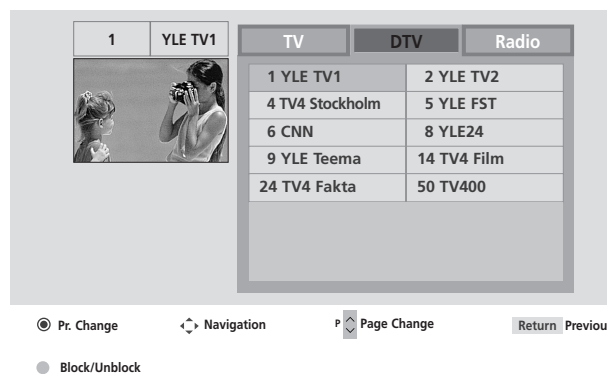 1 YLE TV1
TV DTV Radio
1 YLE TV1 2 YLE TV2
4 TV4 Stockholm 5 YLE FST
6 CNN 8 YLE24
9 YLE Teema 14 TV4 Film
24 TV4 Fakta 50 TV400
Pr. Change Navigation P Page Change Return Previou
Block/Unblock